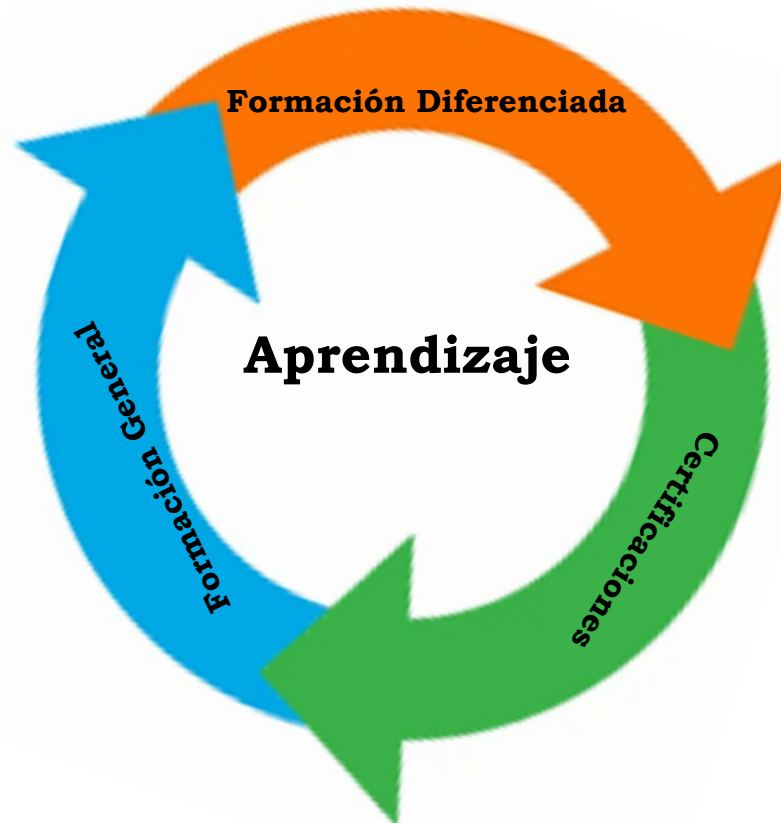 Formación Diferenciada
Aprendizaje
Formación General
Certificaciones